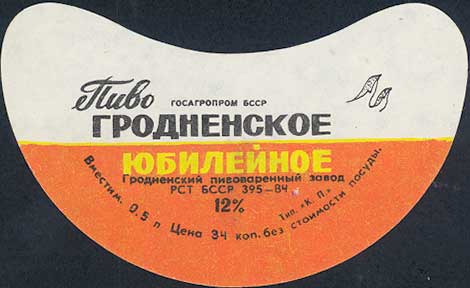 Пиво
ГОСАГРОПРОМ БССР
ГРОДНЕНСКОЕ
ЮБИЛЕЙНОЕ
Гродненский пивоваренный завод
РСТ БССР 395-84
12%
Вместим. 0.5 л Цена 34 коп. без стоимости посуды.
Тип. «К. П.»